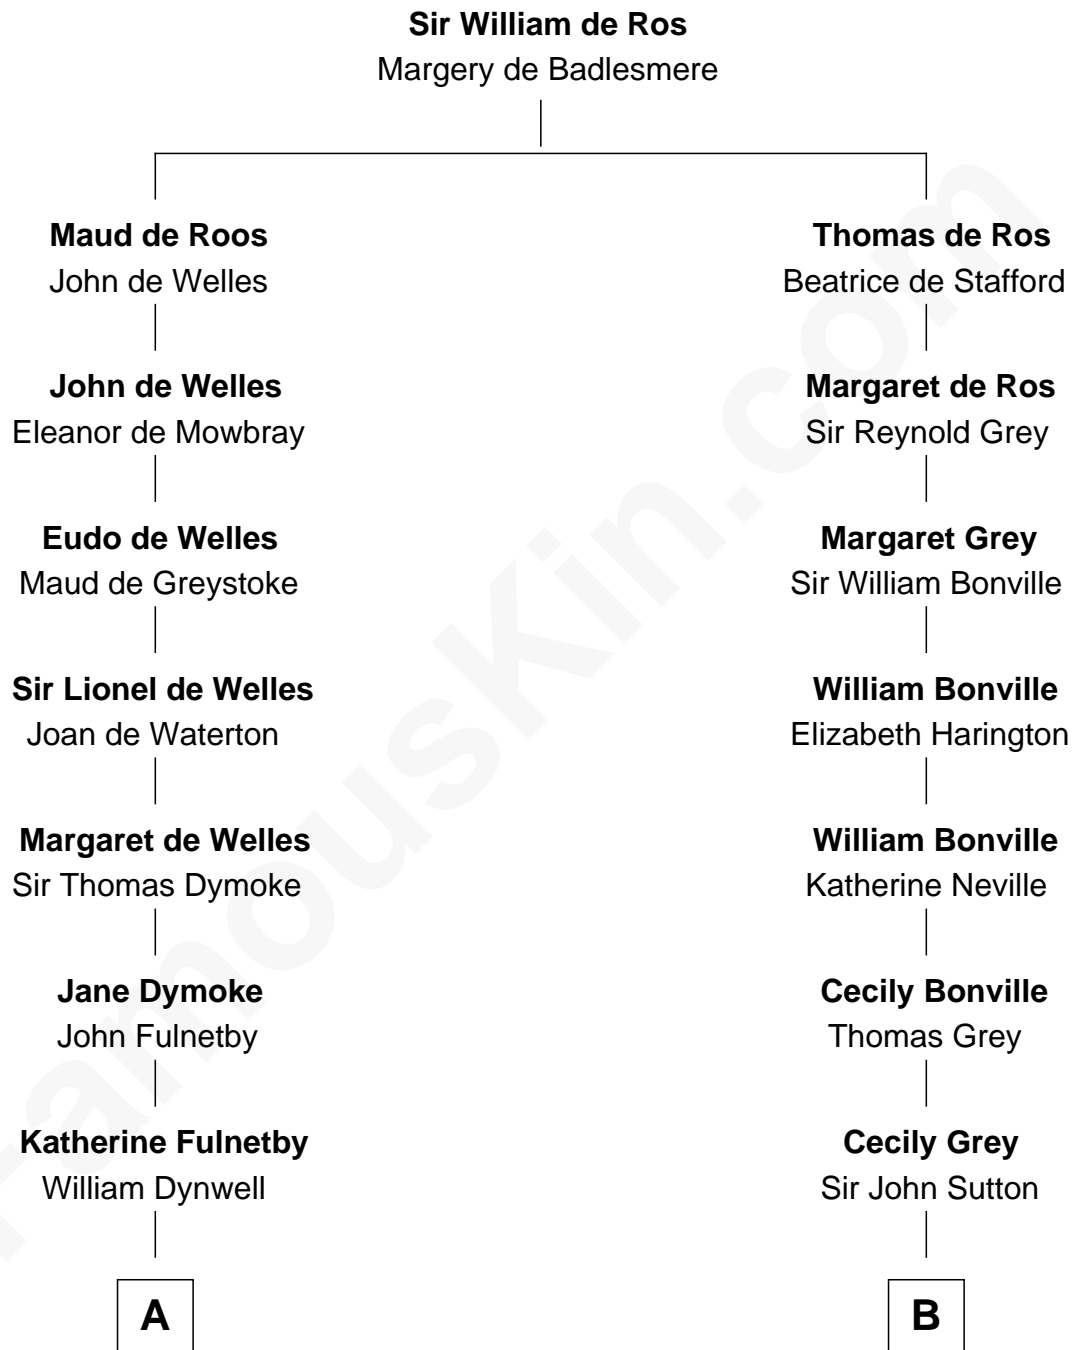 Sir William de Ros
Margery de Badlesmere
Maud de Roos
John de Welles
Thomas de Ros
Beatrice de Stafford
John de Welles
Eleanor de Mowbray
Margaret de Ros
Sir Reynold Grey
Eudo de Welles
Maud de Greystoke
Margaret Grey
Sir William Bonville
Sir Lionel de Welles
Joan de Waterton
William Bonville
Elizabeth Harington
Margaret de Welles
Sir Thomas Dymoke
William Bonville
Katherine Neville
Jane Dymoke
John Fulnetby
Cecily Bonville
Thomas Grey
Katherine Fulnetby
William Dynwell
Cecily Grey
Sir John Sutton
A
B
FamousKin.com